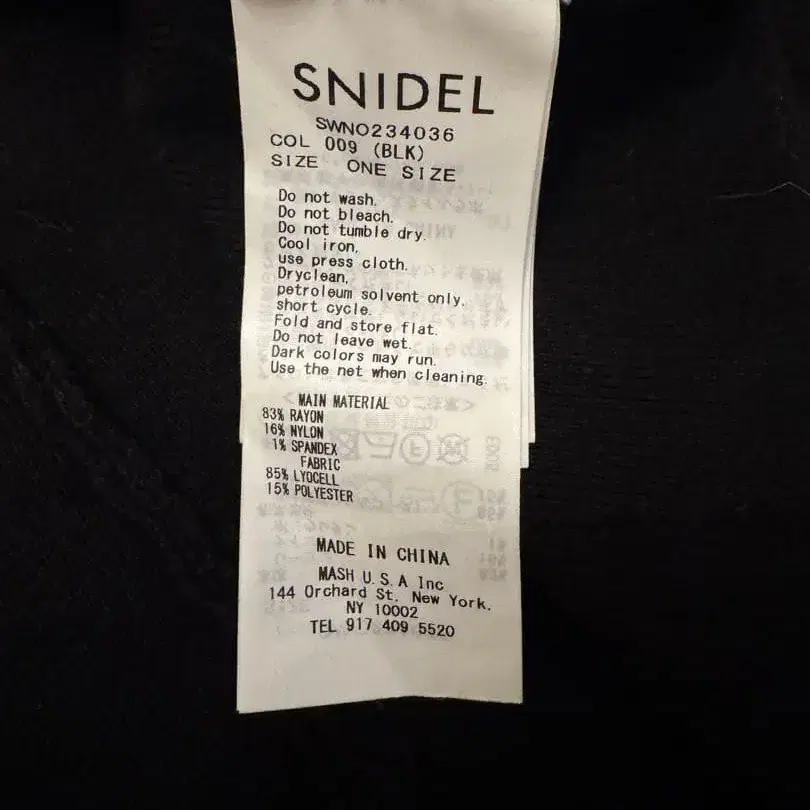 SNIDEL
SWNO234036
COL 009 (BLK)
SIZE ONE SIZE
Do not wash.
Do not bleach.
Do not tumble dry.
Cool iron,
use press cloth.
Dryclean,
petroleum solvent only,
short cycle.
Fold and store flat.
Do not leave wet.
Dark colors may run.
Use the net when cleaning.
MAIN MATERIAL
83% RAYON
16% NYLON
1% SPANDEX
FABRIC
85% LYOCELL
15% POLYESTER
MADE IN CHINA
MASH U.S.A Inc
144 Orchard St. New York.
NY 10002
TEL 917 409 5520